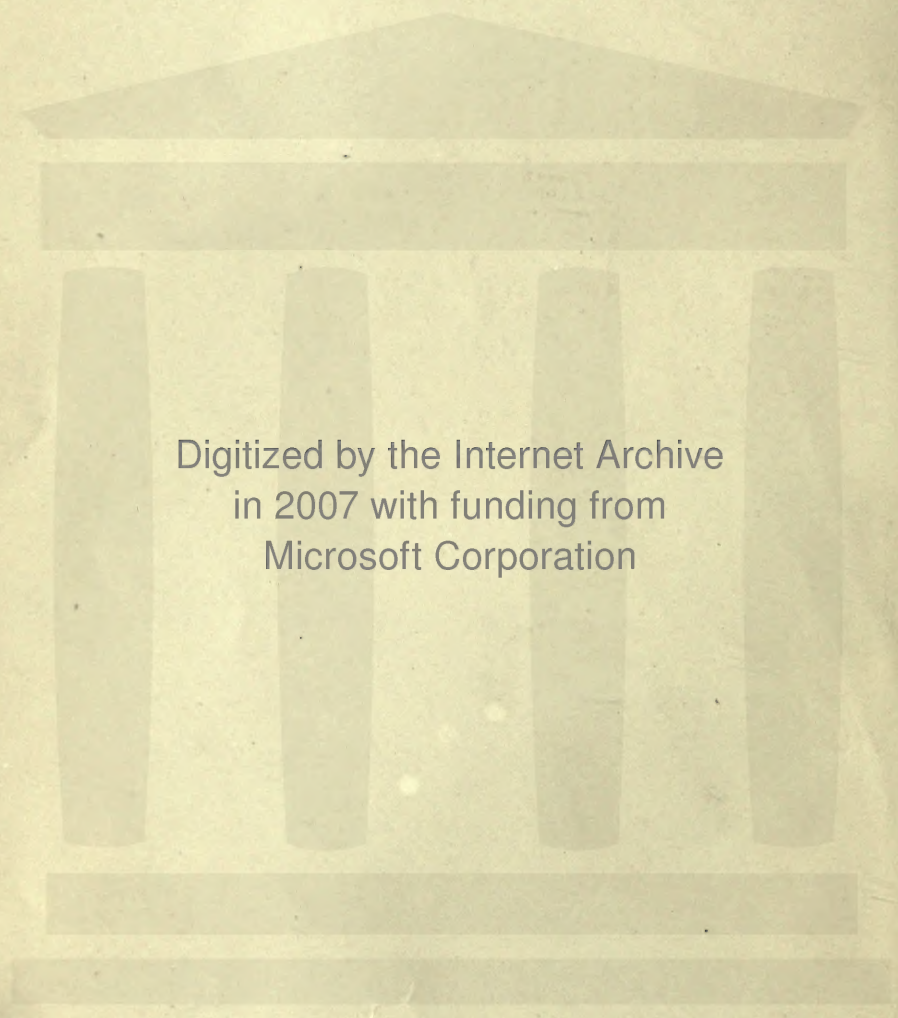 Digitized by the Internet Archive
in 2007 with funding from
Microsoft Corporation